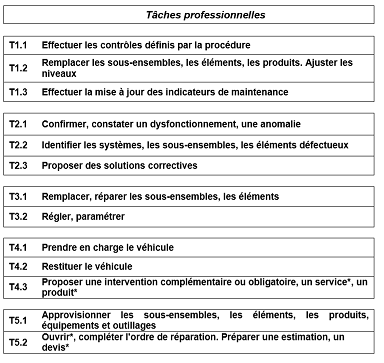 Tâches professionnelles
T1.1 Effectuer les contrôles définis par la procédure
T1.2 Remplacer les sous-ensembles, les éléments, les produits. Ajuster les
niveaux
T1.3 Effectuer la mise à jour des indicateurs de maintenance
T2.1 Confirmer, constater un dysfonctionnement, une anomalie
T2.2 Identifier les systèmes, les sous-ensembles, les éléments défectueux
T2.3 Proposer des solutions correctives
T3.1 Remplacer, réparer les sous-ensembles, les éléments
T3.2 Régler, paramétrer
T4.1 Prendre en charge le véhicule
T4.2 Restituer le véhicule
T4.3 Proposer une intervention complémentaire ou obligatoire, un service*, un
produit*
T5.1 Approvisionner les sous-ensembles, les éléments, les produits,
équipements et outillages
T5.2 Ouvrir*, compléter l'ordre de réparation. Préparer une estimation, un
devis*